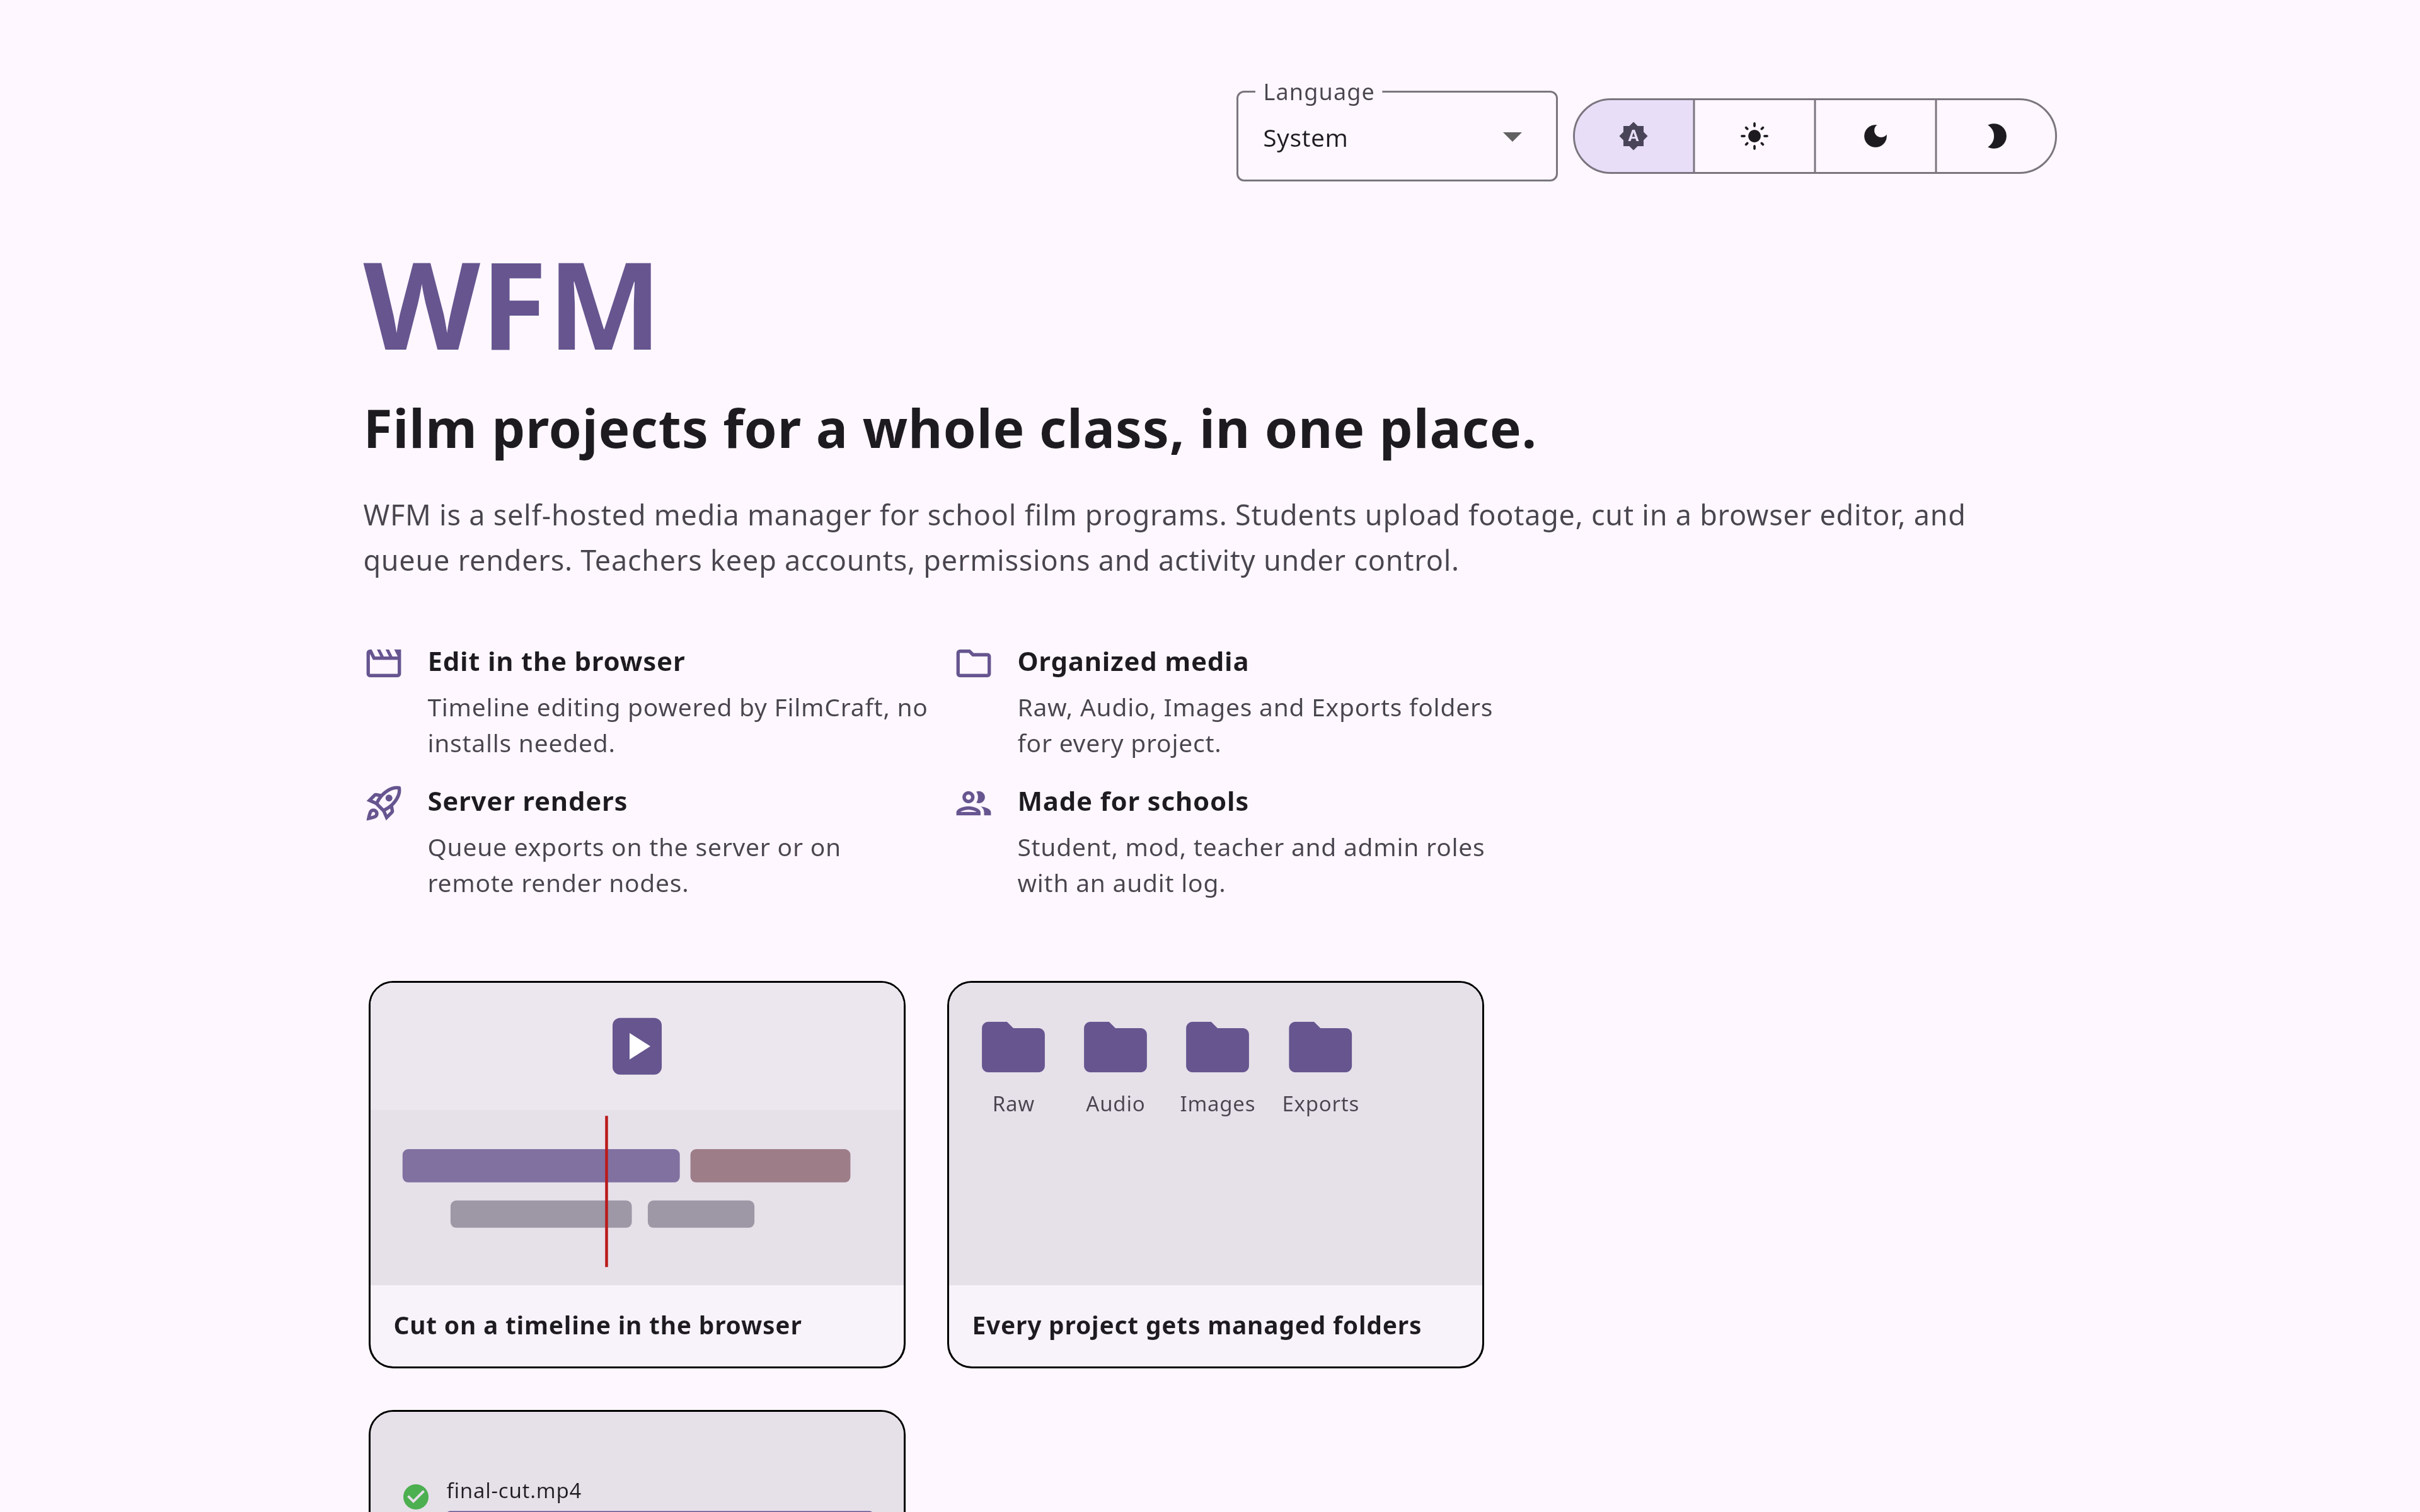 Language
System
WFM
Film projects for a whole class, in one place.
WFM is a self-hosted media manager for school film programs. Students upload footage, cut in a browser editor, and
queue renders. Teachers keep accounts, permissions and activity under control.
Edit in the browser
Timeline editing powered by FilmCraft, no
installs needed.
Organized media
Raw, Audio, Images and Exports folders
for every project.
Server renders
Queue exports on the server or on
remote render nodes.
Made for schools
Student, mod, teacher and admin roles
with an audit log.
Raw
Audio
Images
Exports
Cut on a timeline in the browser
Every project gets managed folders
final-cut.mp4